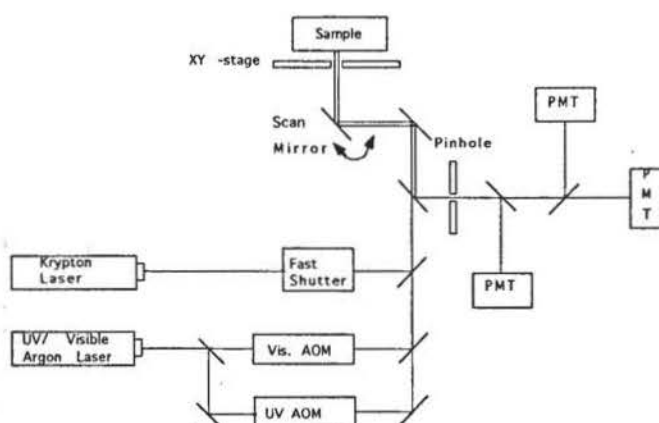 Sample
XY -stage
PMT
Scan
Mirror
Pinhole
P
M
T
Krypton
Laser
Fast
Shutter
PMT
UV/ Visible
Argon Laser
Vis. AOM
UV AOM